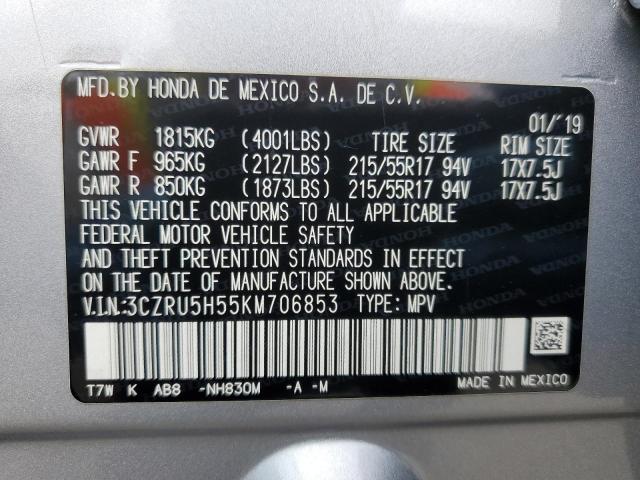 MFD. BY HONDA DE MEXICO S.A. DE C.V.
01/'19
GVWR 1815KG (4001LBS) TIRE SIZE RIM SIZE
GAWR F 965KG (2127LBS) 215/55R17 94V 17X7.5J
GAWR R 850KG (1873LBS) 215/55R17 94V 17X7.5J
THIS VEHICLE CONFORMS TO ALL APPLICABLE
FEDERAL MOTOR VEHICLE SAFETY
AND THEFT PREVENTION STANDARDS IN EFFECT
ON THE DATE OF MANUFACTURE SHOWN ABOVE.
V.I.N:3CZRU5H55KM706853 TYPE: MPV
T7W K AB8 -NH830M -A -M
MADE IN MEXICO